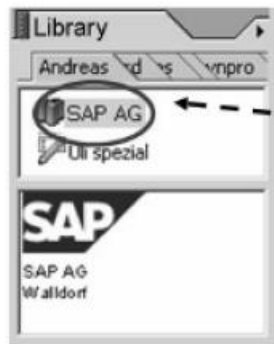 Library
Andreas
SAP AG
Uli spezial
SAP
SAP AG
Walldorf